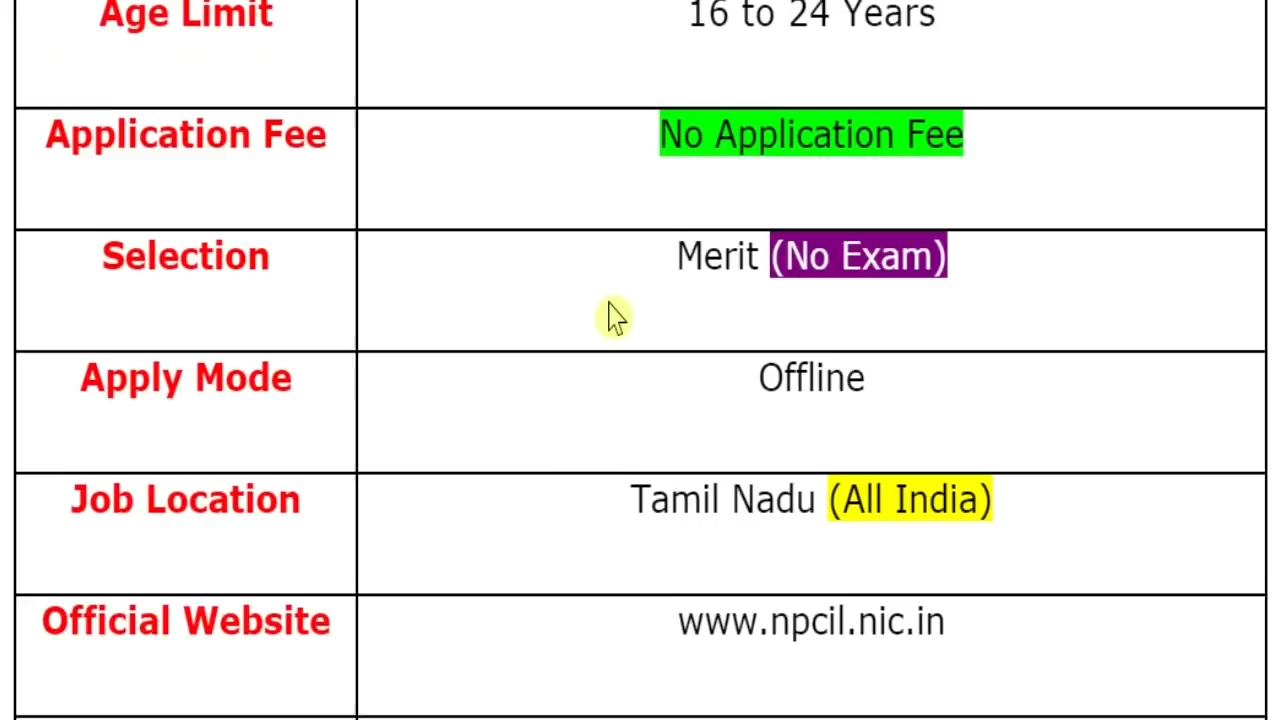 Age Limit 16 to 24 Years
Application Fee No Application Fee
Selection Merit (No Exam)
Apply Mode Offline
Job Location Tamil Nadu (All India)
Official Website www.npcil.nic.in